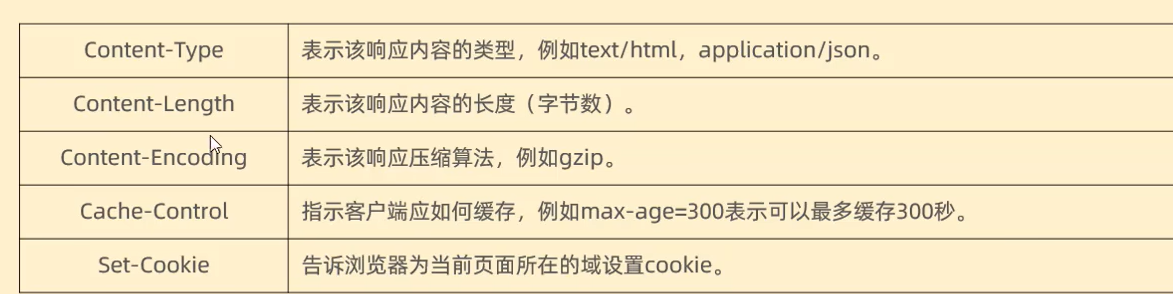 Content-Type 表示该响应内容的类型，例如text/html，application/json。
Content-Length 表示该响应内容的长度（字节数）。
Content-Encoding 表示该响应压缩算法，例如gzip。
Cache-Control 指示客户端应如何缓存，例如max-age=300表示可以最多缓存300秒。
Set-Cookie 告诉浏览器为当前页面所在的域设置cookie。